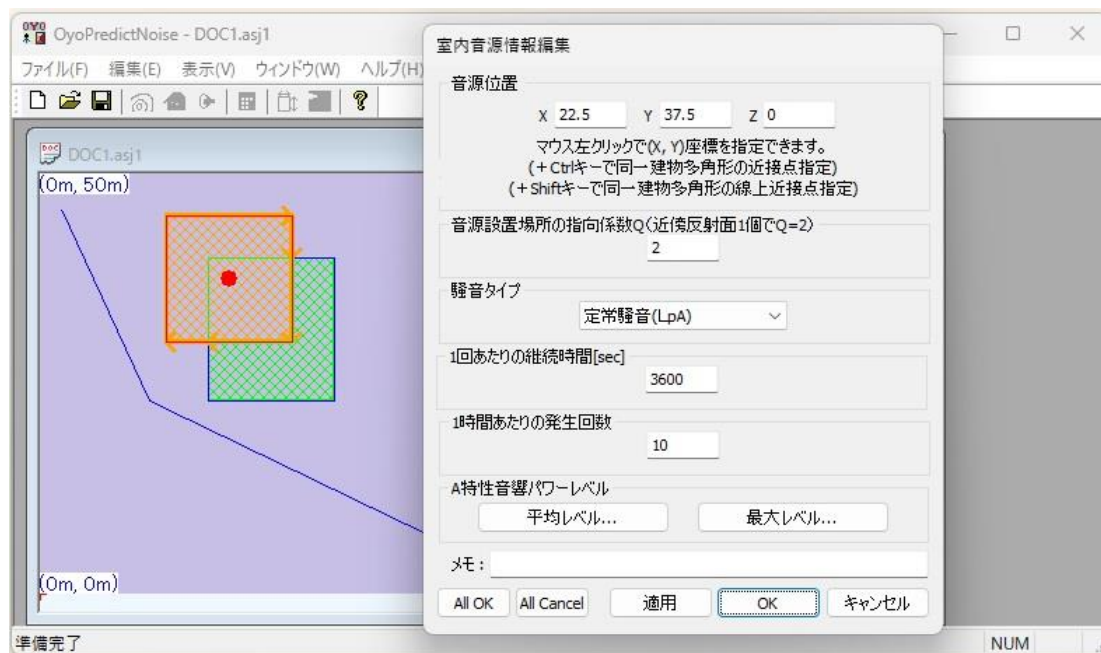 OyoPredictNoise - DOC1.asj1
ファイル(F) 編集(E) 表示(V) ウィンドウ(W) ヘルプ(H)
DOC1.asj1
(0m, 50m)
(0m, 0m)
準備完了
NUM
室内音源情報編集
音源位置
X 22.5 Y 37.5 Z 0
マウス左クリックで(X, Y)座標を指定できます。
(+Ctrlキーで同一建物多角形の近接点指定)
(+Shiftキーで同一建物多角形の線上近接点指定)
音源設置場所の指向係数Q(近傍反射面1個でQ=2)
2
騒音タイプ
定常騒音(LpA)
1回あたりの継続時間[sec]
3600
1時間あたりの発生回数
10
A特性音響パワーレベル
平均レベル... 最大レベル...
メモ:
All OK All Cancel 適用 OK キャンセル